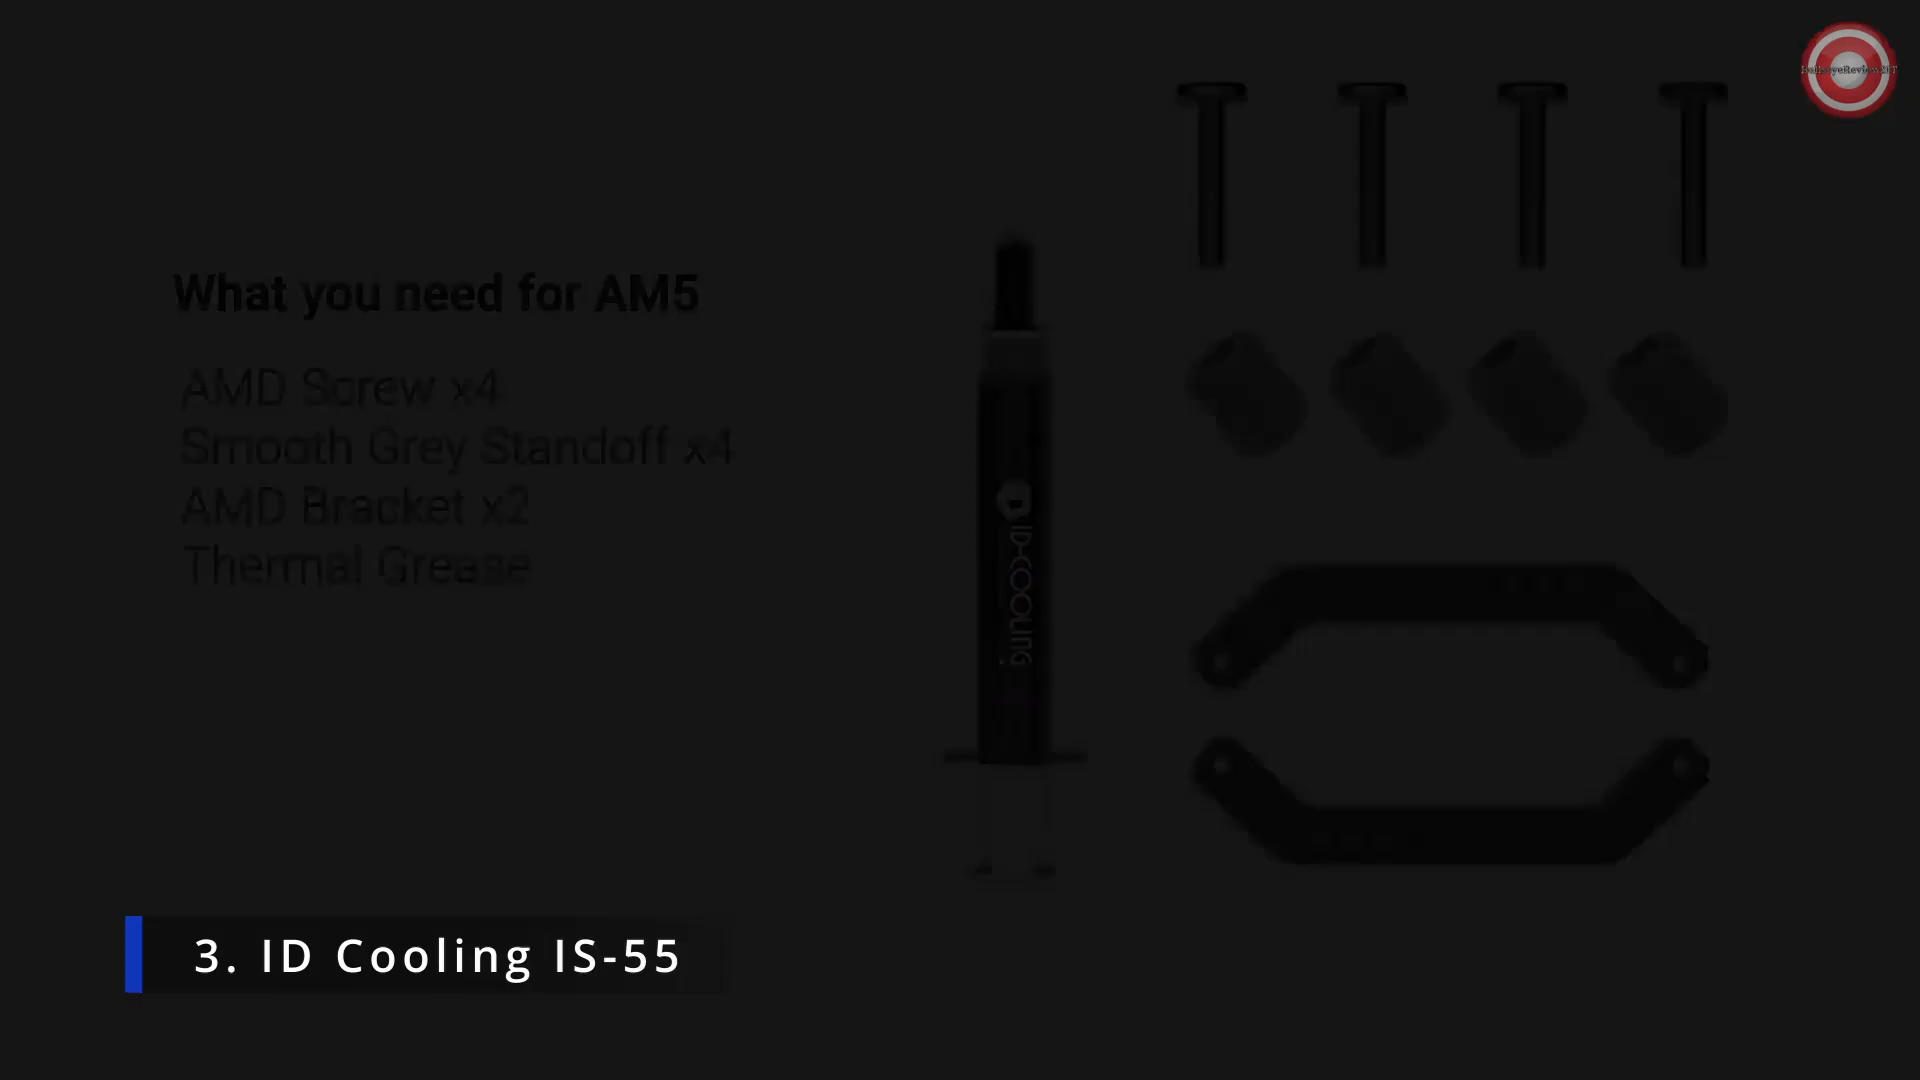 BullseyeReviewzYT
What you need for AM5
AMD Screw x4
Smooth Grey Standoff x4
AMD Bracket x2
Thermal Grease
ID-COOLING
3. ID Cooling IS-55